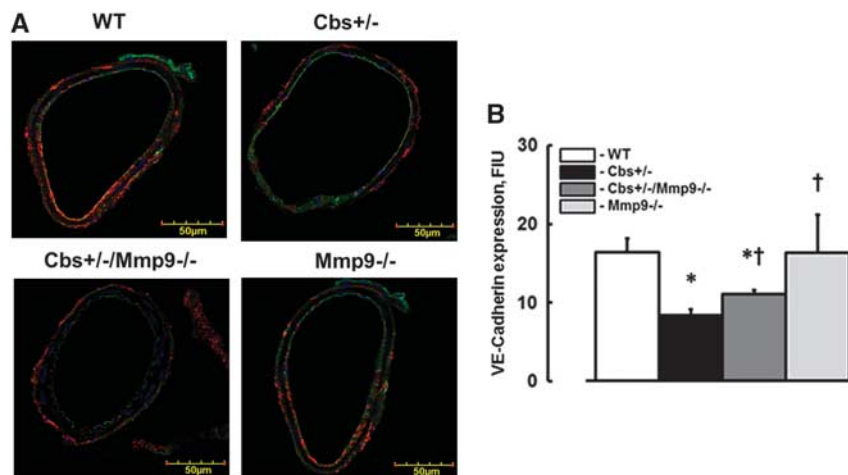 A
WT
Cbs+/-
50µm
50µm
Cbs+/-/Mmp9-/-
Mmp9-/-
50µm
50µm
B
VE-Cadherin expression, FIU
30
20
10
0
- WT
- Cbs+/-
- Cbs+/-/Mmp9-/-
- Mmp9-/-
*
*†
†